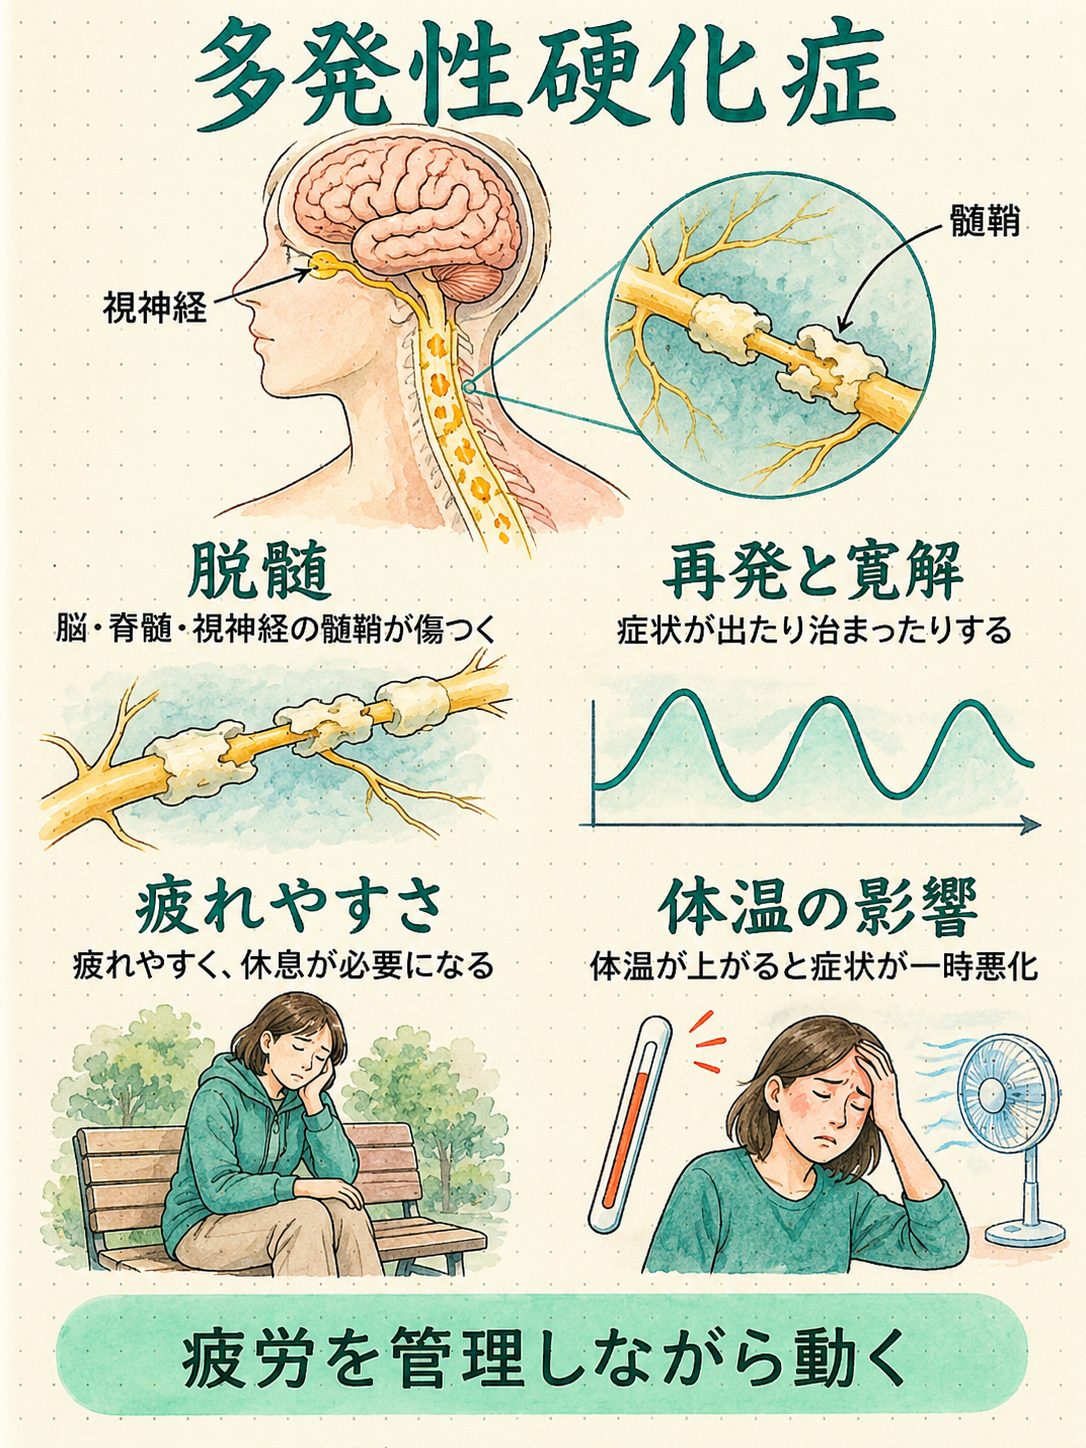 多発性硬化症
髄鞘
視神経
脱髄
脳・脊髄・視神経の髄鞘が傷つく
再発と寛解
症状が出たり治まったりする
疲れやすさ
疲れやすく、休息が必要になる
体温の影響
体温が上がると症状が一時悪化
疲労を管理しながら動く